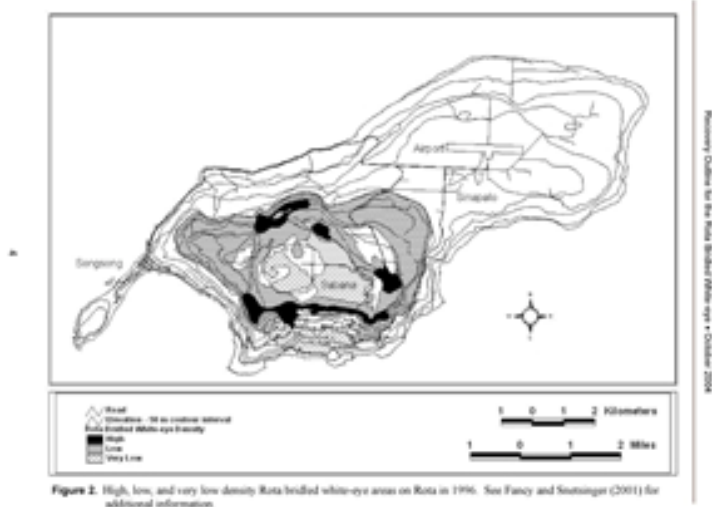 Airport
Sinapalo
Songsong
Sabana
Road
Elevation - 50 m contour interval
Rota Bridled White-eye Density
High
Low
Very Low
1 0 1 2 Kilometers
1 0 1 2 Miles
Figure 2. High, low, and very low density Rota bridled white-eye areas on Rota in 1996. See Fancy and Snetsinger (2001) for
additional information
4
Recovery Outline for the Rota Bridled White-eye • October 2004